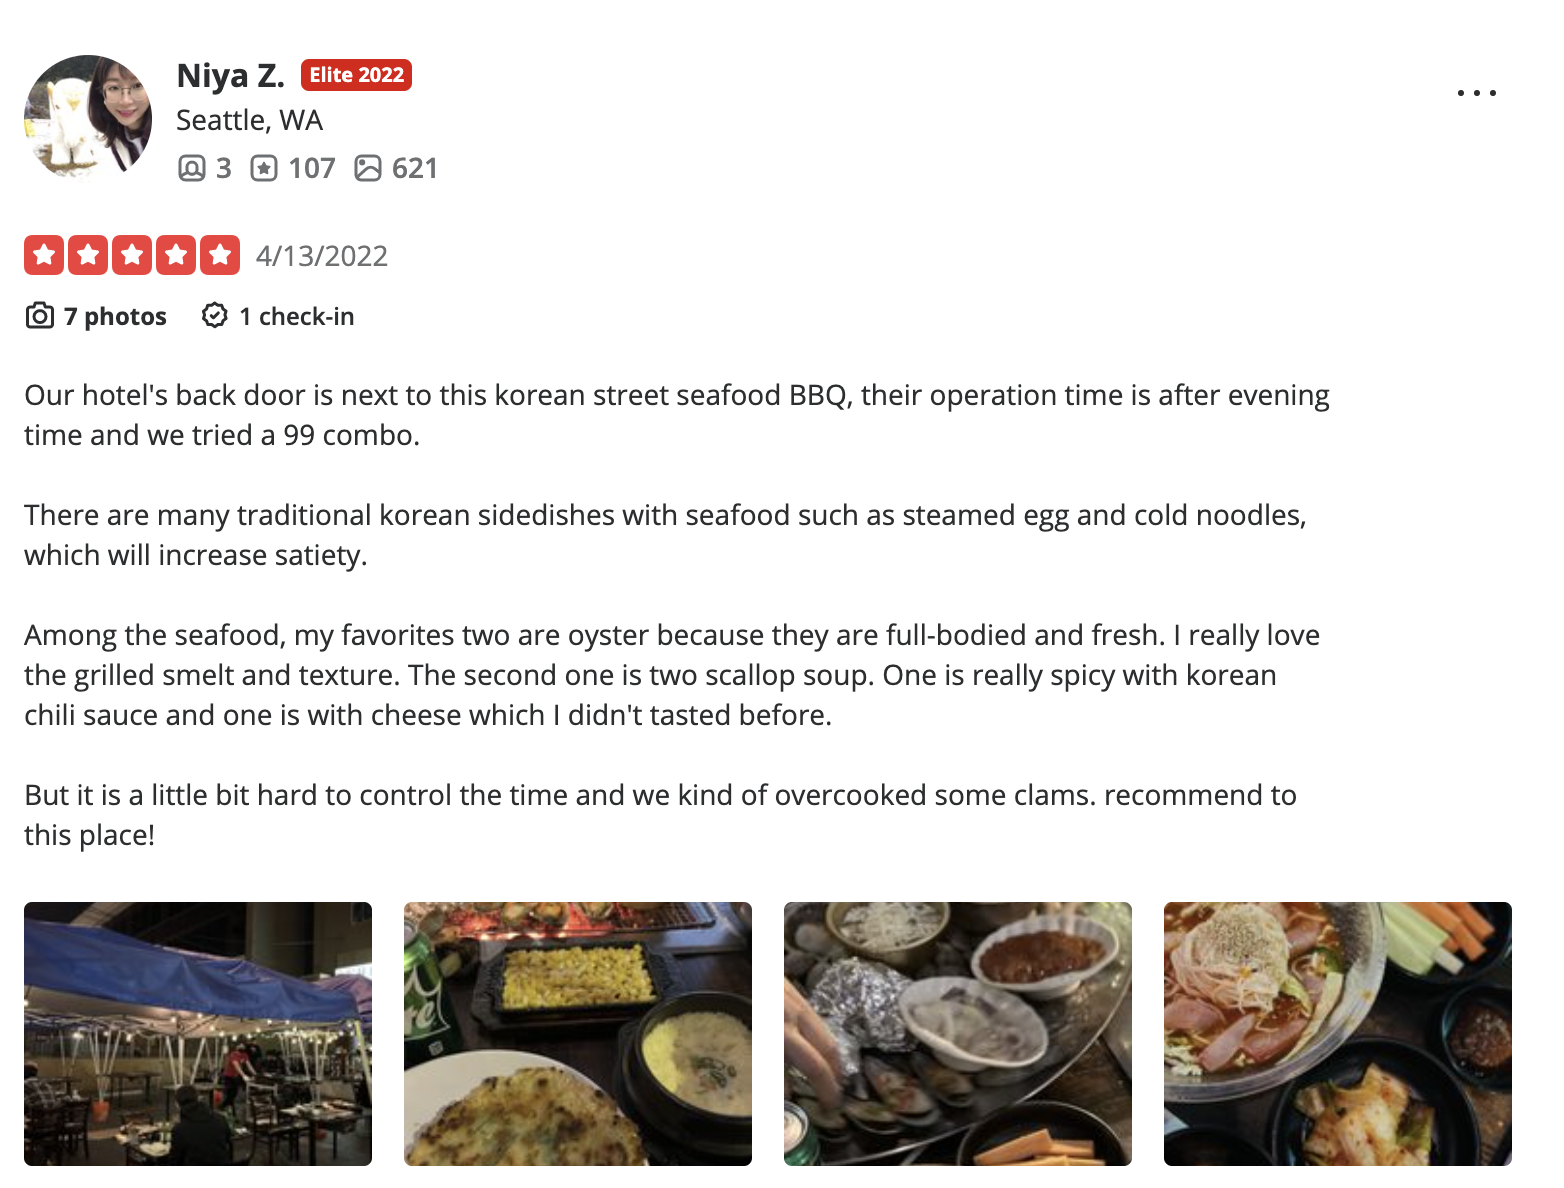 Niya Z. Elite 2022
Seattle, WA
3 107 621
4/13/2022
7 photos 1 check-in
Our hotel's back door is next to this korean street seafood BBQ, their operation time is after evening
time and we tried a 99 combo.
There are many traditional korean sidedishes with seafood such as steamed egg and cold noodles,
which will increase satiety.
Among the seafood, my favorites two are oyster because they are full-bodied and fresh. I really love
the grilled smelt and texture. The second one is two scallop soup. One is really spicy with korean
chili sauce and one is with cheese which I didn't tasted before.
But it is a little bit hard to control the time and we kind of overcooked some clams. recommend to
this place!